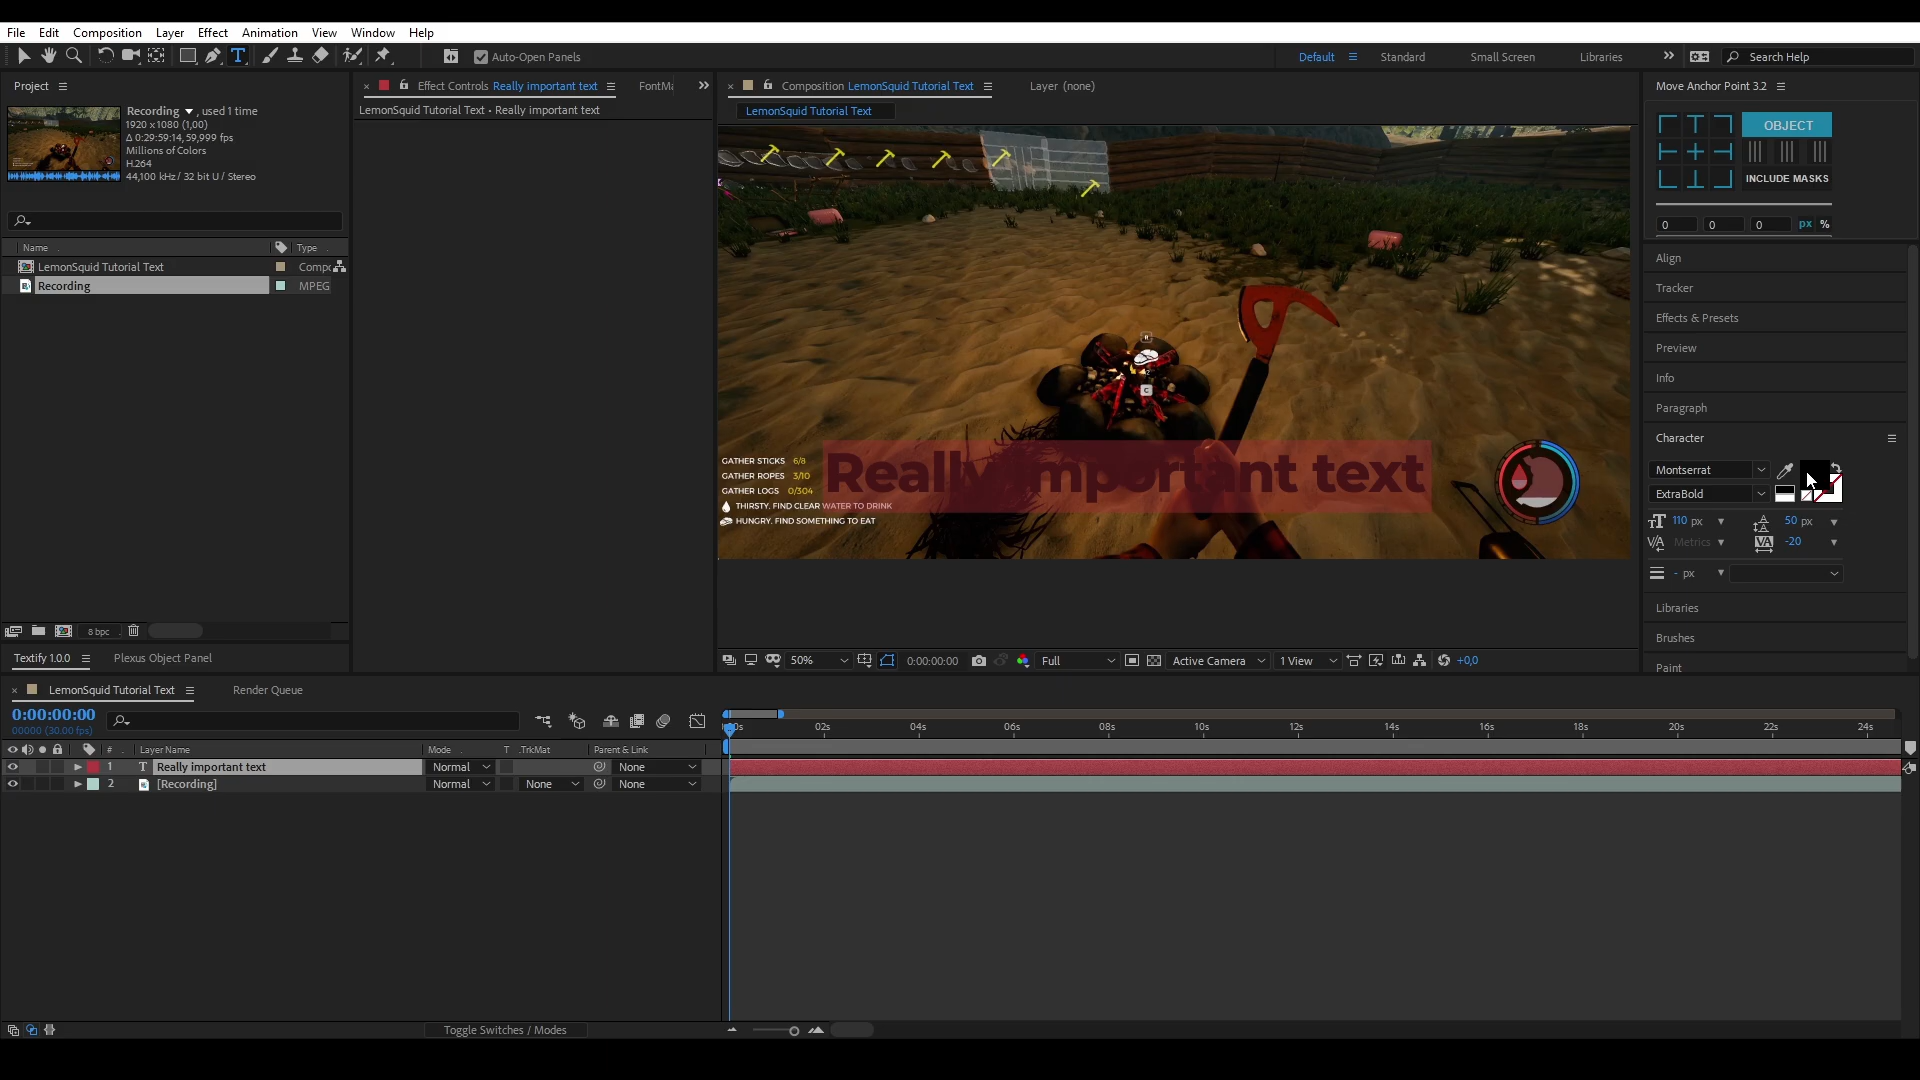 File Edit Composition Layer Effect Animation View Window Help
Auto-Open Panels
Default Standard Small Screen Libraries Search Help
Project
Recording , used 1 time
1920 x 1080 (1,00)
Δ 0:29:59:14, 59,999 fps
Millions of Colors
H.264
44,100 kHz / 32 bit U / Stereo
Name Type
LemonSquid Tutorial Text Compo
Recording MPEG
8 bpc
Textify 1.0.0 Plexus Object Panel
Effect Controls Really important text
LemonSquid Tutorial Text • Really important text
Composition LemonSquid Tutorial Text Layer (none)
LemonSquid Tutorial Text
Really important text
GATHER STICKS 6/8
GATHER ROPES 3/10
GATHER LOGS 0/304
THIRSTY. FIND CLEAR WATER TO DRINK
HUNGRY. FIND SOMETHING TO EAT
C
50% 0:00:00:00 Full Active Camera 1 View +0,0
Move Anchor Point 3.2
OBJECT
INCLUDE MASKS
0 0 0 px %
Align
Tracker
Effects & Presets
Preview
Info
Paragraph
Character
Montserrat
ExtraBold
110 px 50 px
Metrics -20
- px
Libraries
Brushes
Paint
LemonSquid Tutorial Text Render Queue
0:00:00:00
00000 (30.00 fps)
02s 04s 06s 08s 10s 12s 14s 16s 18s 20s 22s 24s
# Layer Name Mode T .TrkMat Parent & Link
1 T Really important text Normal None
2 [Recording] Normal None None
Toggle Switches / Modes